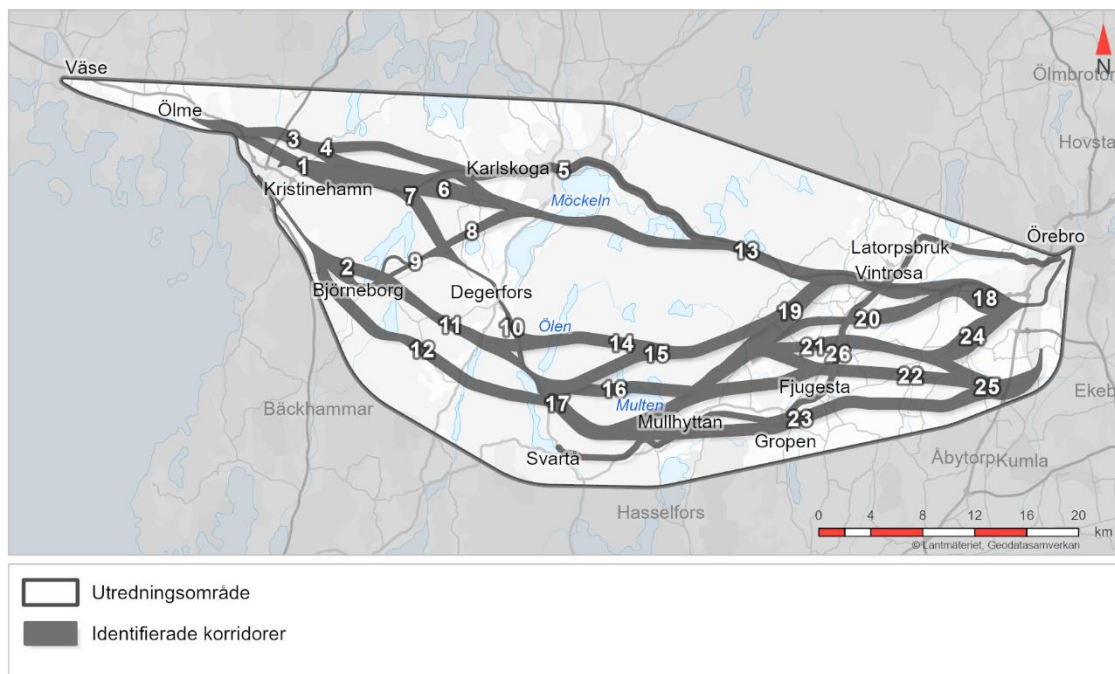 Väse
Ölmbrotorp
Ölme
Hovsta
3
4
Karlskoga
5
1
Kristinehamn
7
6
Möckeln
8
13
Latorpsbruk
Örebro
9
Vintrosa
2
Björneborg
Degerfors
18
19
20
11
10
Ölen
14
15
21
26
24
12
16
Fjugesta
22
25
Ekeb
Bäckhammar
17
Multen
Mullhyttan
23
Gropen
Svartå
Åbytorp
Kumla
Hasselfors
N
0 4 8 12 16 20
km
© Lantmäteriet, Geodatasamverkan
Utredningsområde
Identifierade korridorer